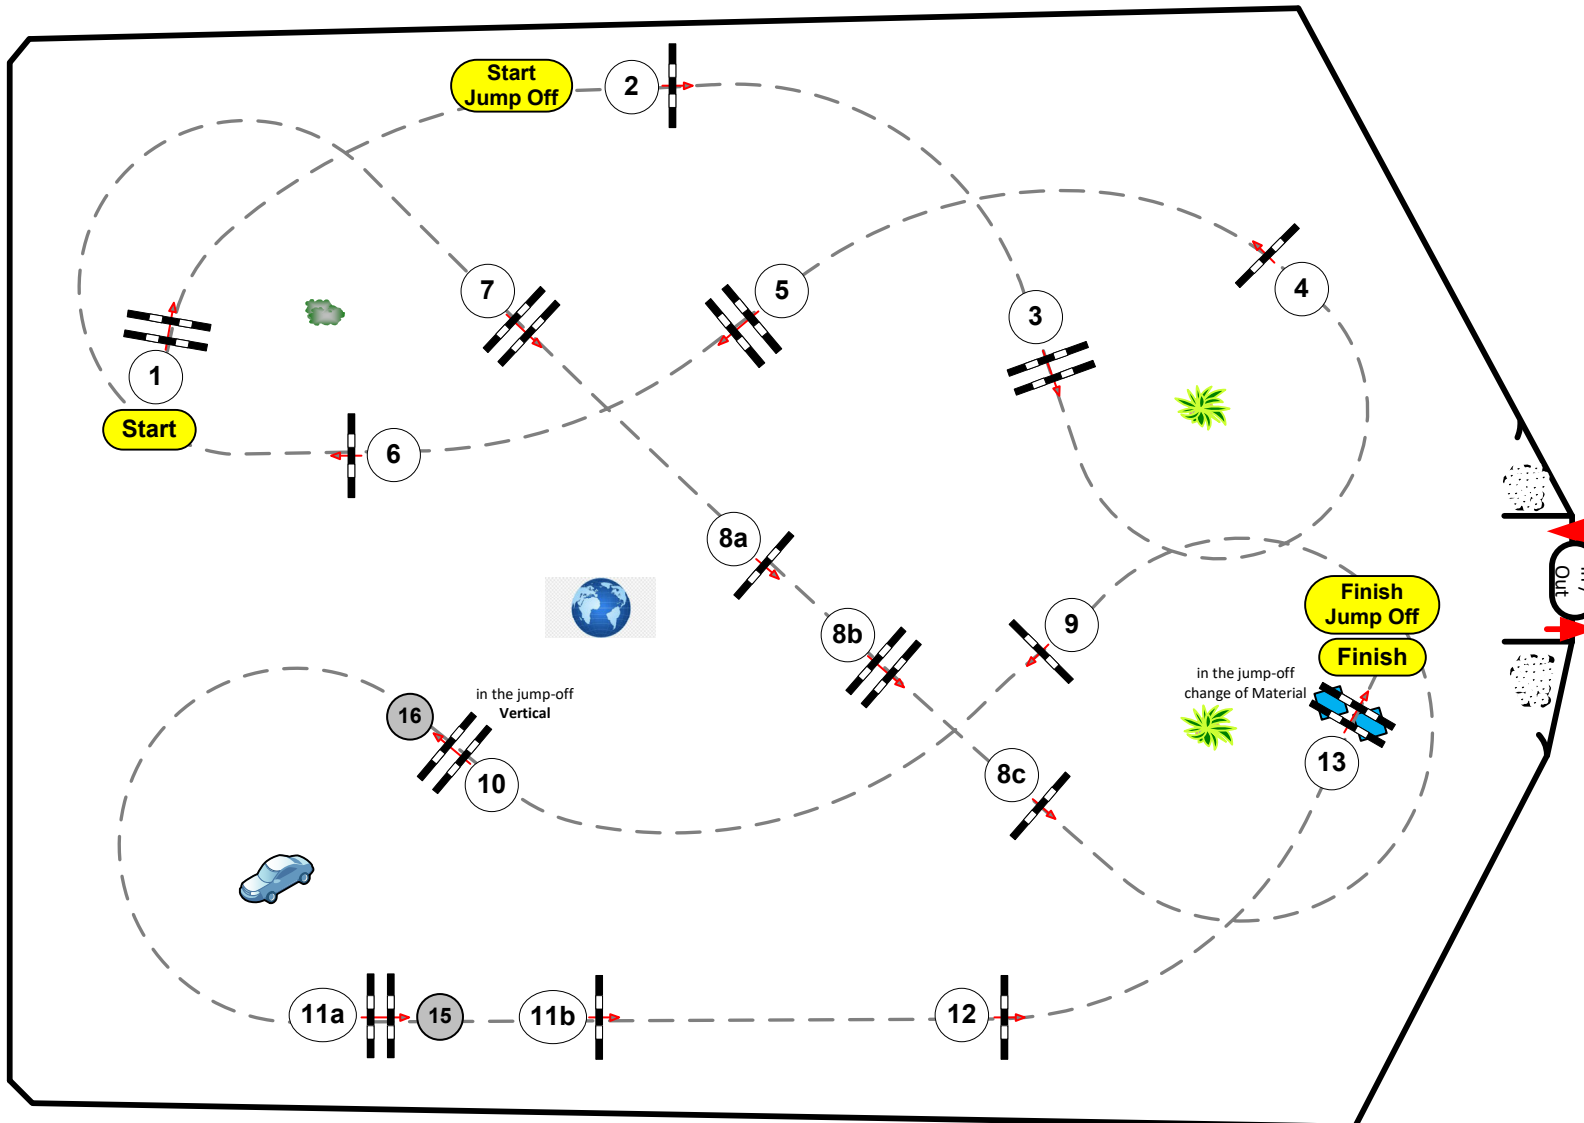 Start
Jump Off
2
7
5
4
3
1
Start
6
8a
8b
9
Finish
Jump Off
Finish
in the jump-off
change of Material
in the jump-off
Vertical
16
10
8c
13
11a
15
11b
12
Out